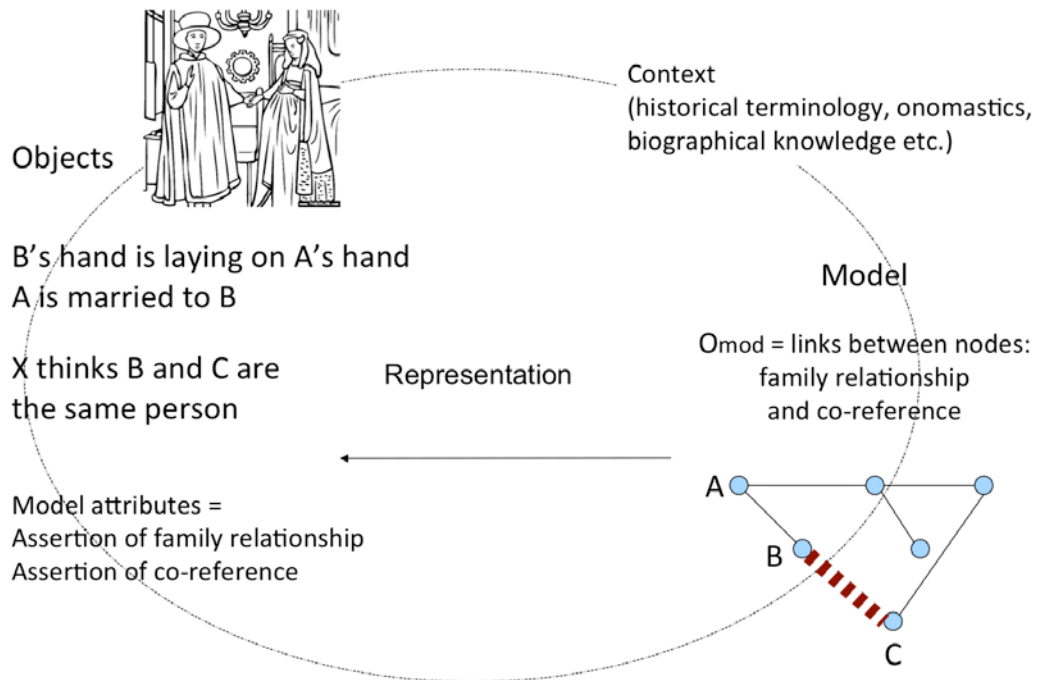 Context
(historical terminology, onomastics,
biographical knowledge etc.)
Objects
B’s hand is laying on A’s hand
A is married to B
X thinks B and C are
the same person
Model attributes =
Assertion of family relationship
Assertion of co-reference
Representation
Model
Omod = links between nodes:
family relationship
and co-reference
A
B
C